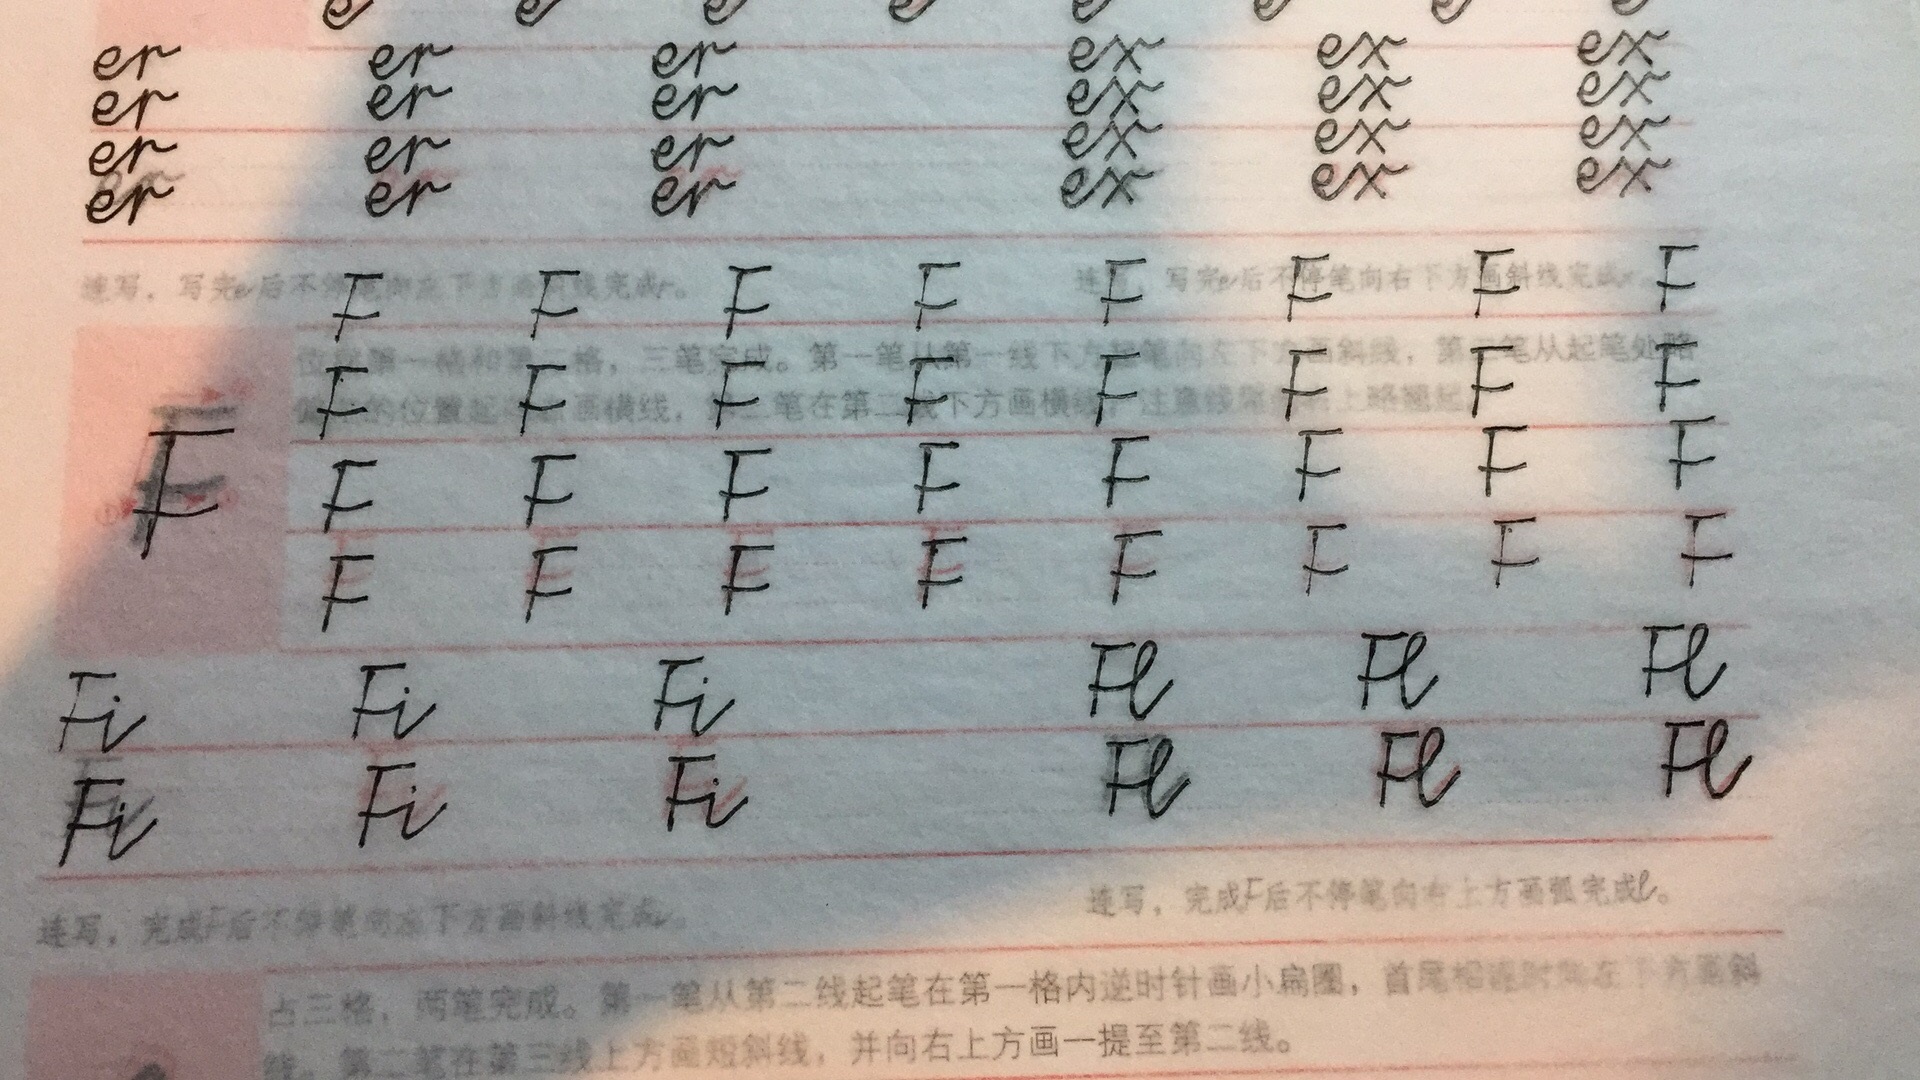 e e e e e e e e
er er er ex ex ex
er er er ex ex ex
er er er ex ex ex
er er er ex ex ex
连写，写完e后不停笔向左下方画斜线完成r。 连写，写完e后不停笔向右下方画斜线完成x
F F F F F F F F
位于第一格和第二格，三笔完成。第一笔从第一线下方起笔向左下方画斜线，第二笔从起笔处略
的位置起 画横线，第三笔在第二线下方画横线，注意线尾 上略翘起
F F F F F F F F
F
F F F F F F F F
F F F F F F F F
Fi Fi Fi Fl Fl Fl
Fi Fi Fi Fl Fl Fl
连写，完成F后不停笔向左下方画斜线完成i。 连写，完成F后不停笔向右上方画弧完成l。
占三格，两笔完成。第一笔从第二线起笔在第一格内逆时针画小扁圈，首尾相连时向左下方画斜
线。第二笔在第三线上方画短斜线，并向右上方画一提至第二线。